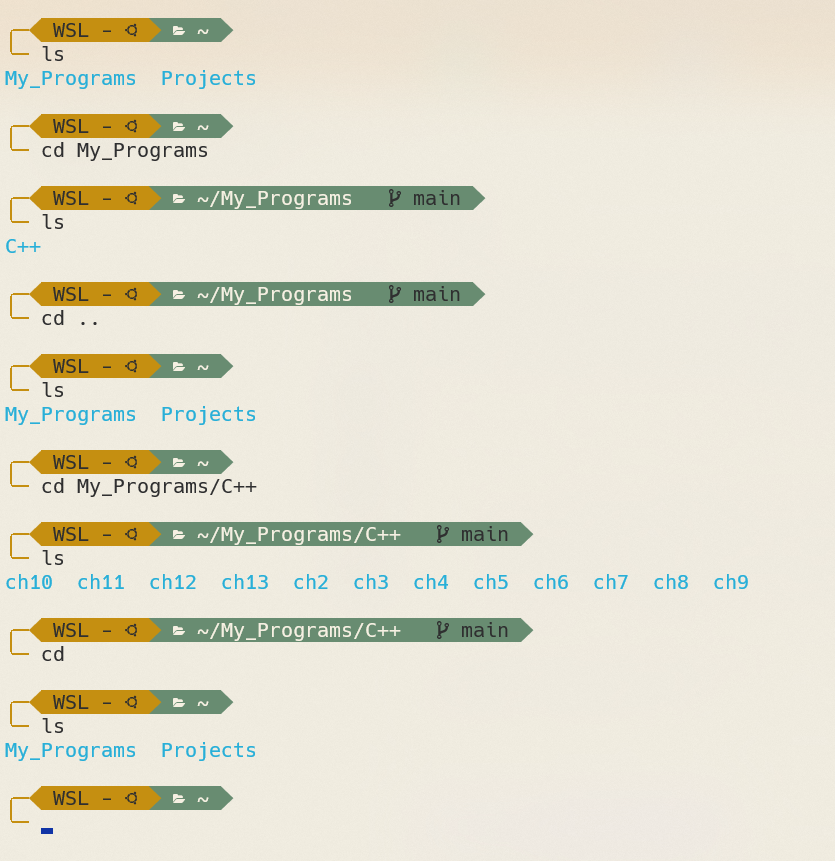 WSL - ~
ls
My_Programs  Projects
WSL - ~
cd My_Programs
WSL - ~/My_Programs main
ls
C++
WSL - ~/My_Programs main
cd ..
WSL - ~
ls
My_Programs  Projects
WSL - ~
cd My_Programs/C++
WSL - ~/My_Programs/C++ main
ls
ch10  ch11  ch12  ch13  ch2  ch3  ch4  ch5  ch6  ch7  ch8  ch9
WSL - ~/My_Programs/C++ main
cd
WSL - ~
ls
My_Programs  Projects
WSL - ~